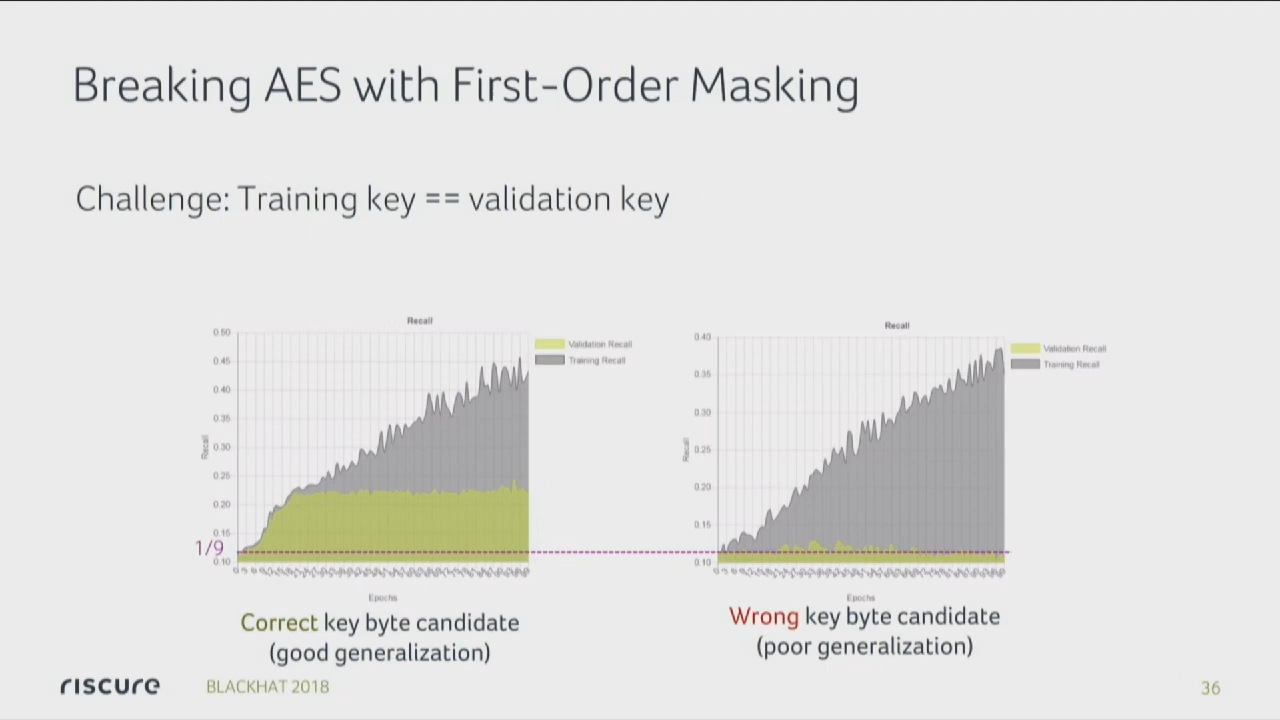 Breaking AES with First-Order Masking
Challenge: Training key == validation key
Recall
0.50
0.45
0.40
0.35
0.30
0.25
0.20
0.15
0.10
Recall
1/9
Validation Recall
Training Recall
Epochs
Correct key byte candidate
(good generalization)
Recall
0.40
0.35
0.30
0.25
0.20
0.15
0.10
Recall
Validation Recall
Training Recall
Epochs
Wrong key byte candidate
(poor generalization)
riscure
BLACKHAT 2018
36